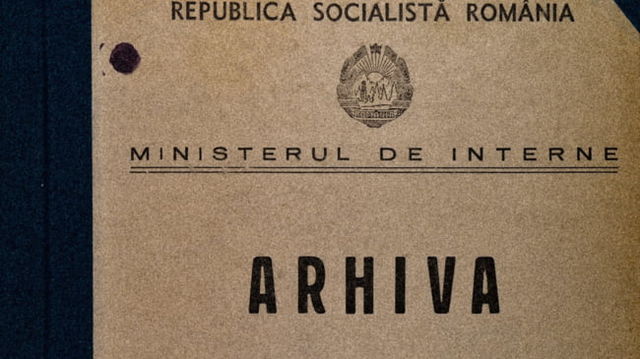 REPUBLICA SOCIALISTĂ ROMÂNIA
MINISTERUL DE INTERNE
ARHIVA